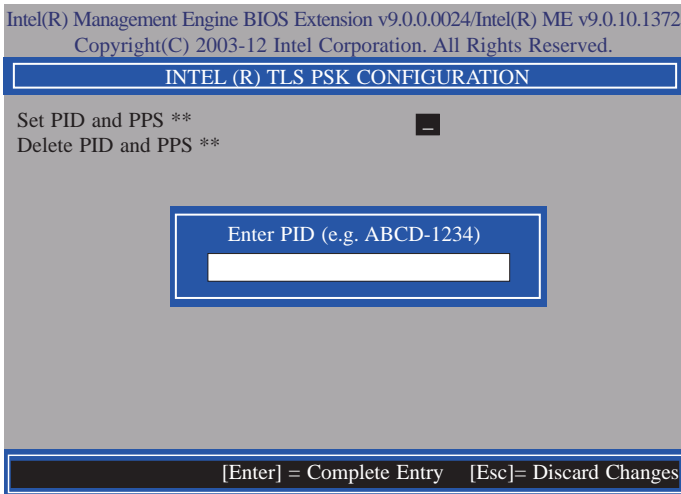 Intel(R) Management Engine BIOS Extension v9.0.0.0024/Intel(R) ME v9.0.10.1372
Copyright(C) 2003-12 Intel Corporation. All Rights Reserved.
INTEL (R) TLS PSK CONFIGURATION
Set PID and PPS **
_
Delete PID and PPS **
Enter PID (e.g. ABCD-1234)
[Enter] = Complete Entry [Esc]= Discard Changes